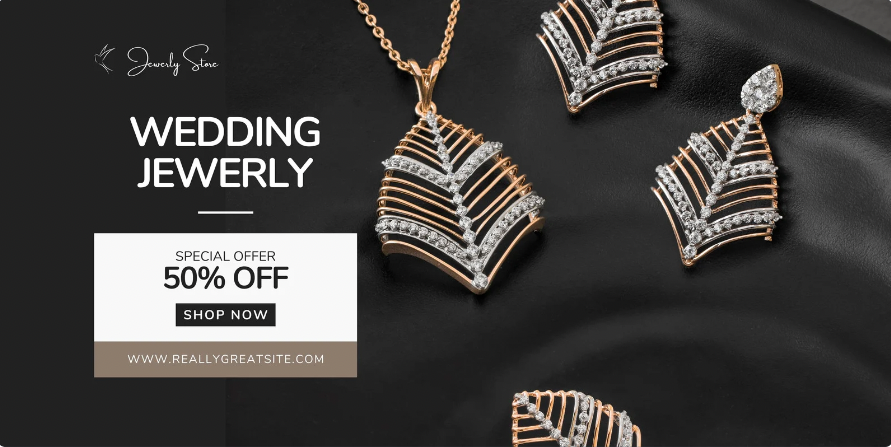 Jewerly Store
WEDDING
JEWERLY
SPECIAL OFFER
50% OFF
SHOP NOW
WWW.REALLYGREATSITE.COM